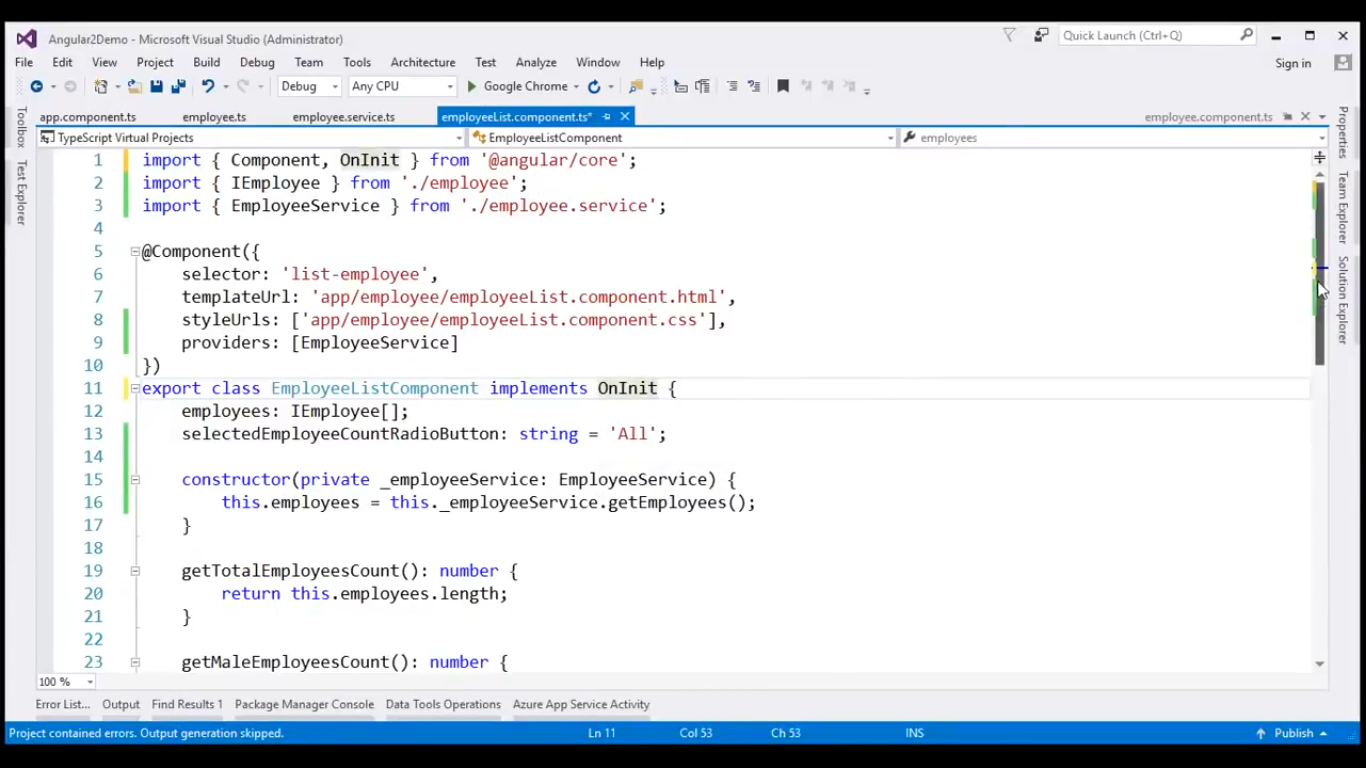 Angular2Demo - Microsoft Visual Studio (Administrator)
Quick Launch (Ctrl+Q)
File Edit View Project Build Debug Team Tools Architecture Test Analyze Window Help
Sign in
Debug Any CPU Google Chrome
app.component.ts employee.ts employee.service.ts employeeList.component.ts* employee.component.ts
TypeScript Virtual Projects EmployeeListComponent employees
Toolbox
Test Explorer
Properties
Team Explorer
Solution Explorer
1 import { Component, OnInit } from '@angular/core';
2 import { IEmployee } from './employee';
3 import { EmployeeService } from './employee.service';
4
5 @Component({
6 selector: 'list-employee',
7 templateUrl: 'app/employee/employeeList.component.html',
8 styleUrls: ['app/employee/employeeList.component.css'],
9 providers: [EmployeeService]
10 })
11 export class EmployeeListComponent implements OnInit {
12 employees: IEmployee[];
13 selectedEmployeeCountRadioButton: string = 'All';
14
15 constructor(private _employeeService: EmployeeService) {
16 this.employees = this._employeeService.getEmployees();
17 }
18
19 getTotalEmployeesCount(): number {
20 return this.employees.length;
21 }
22
23 getMaleEmployeesCount(): number {
100 %
Error List... Output Find Results 1 Package Manager Console Data Tools Operations Azure App Service Activity
Project contained errors. Output generation skipped. Ln 11 Col 53 Ch 53 INS Publish